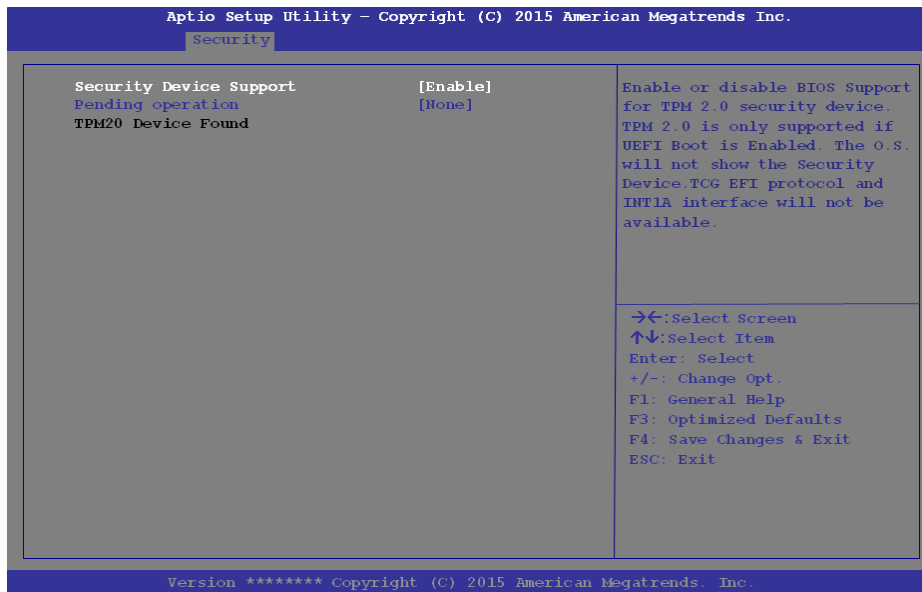 Aptio Setup Utility – Copyright (C) 2015 American Megatrends Inc.
Security
Security Device Support [Enable]
Pending operation [None]
TPM20 Device Found
Enable or disable BIOS Support
for TPM 2.0 security device.
TPM 2.0 is only supported if
UEFI Boot is Enabled. The O.S.
will not show the Security
Device.TCG EFI protocol and
INT1A interface will not be
available.
→←:Select Screen
↑↓:Select Item
Enter: Select
+/-: Change Opt.
F1: General Help
F3: Optimized Defaults
F4: Save Changes & Exit
ESC: Exit
Version ******** Copyright (C) 2015 American Megatrends. Inc.